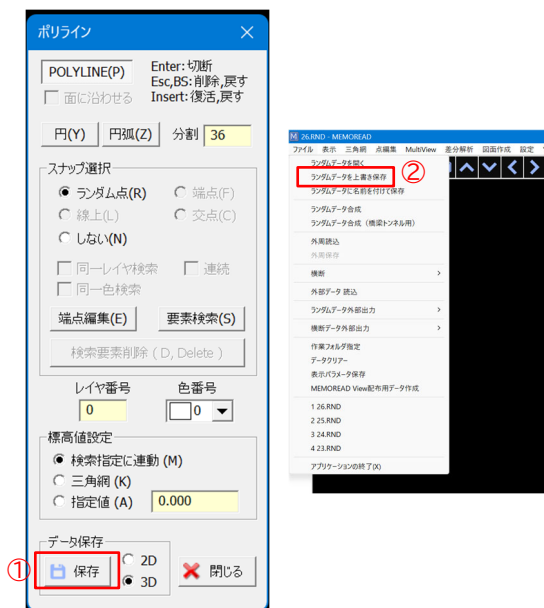 ポリライン
POLYLINE(P)
Enter:切断
Esc,BS:削除,戻す
Insert:復活,戻す
面に沿わせる
円(Y)
円弧(Z)
分割
36
スナップ選択
ランダム点(R)
端点(F)
線上(L)
交点(C)
しない(N)
同一レイヤ検索
連続
同一色検索
端点編集(E)
要素検索(S)
検索要素削除 ( D, Delete )
レイヤ番号
色番号
0
0
標高値設定
検索指定に連動 (M)
三角網 (K)
指定値 (A)
0.000
データ保存
① 保存
2D
3D
閉じる
26.RND - MEMOREAD
ファイル 表示 三角網 点編集 MultiView 差分解析 図面作成 設定
ランダムデータを開く
ランダムデータを上書き保存
②
ランダムデータに名前を付けて保存
ランダムデータ合成
ランダムデータ合成（橋梁トンネル用）
外周読込
外周保存
横断
外部データ 読込
ランダムデータ外部出力
横断データ外部出力
作業フォルダ指定
データクリアー
表示パラメータ保存
MEMOREAD View配布用データ作成
1 26.RND
2 25.RND
3 24.RND
4 23.RND
アプリケーションの終了(X)